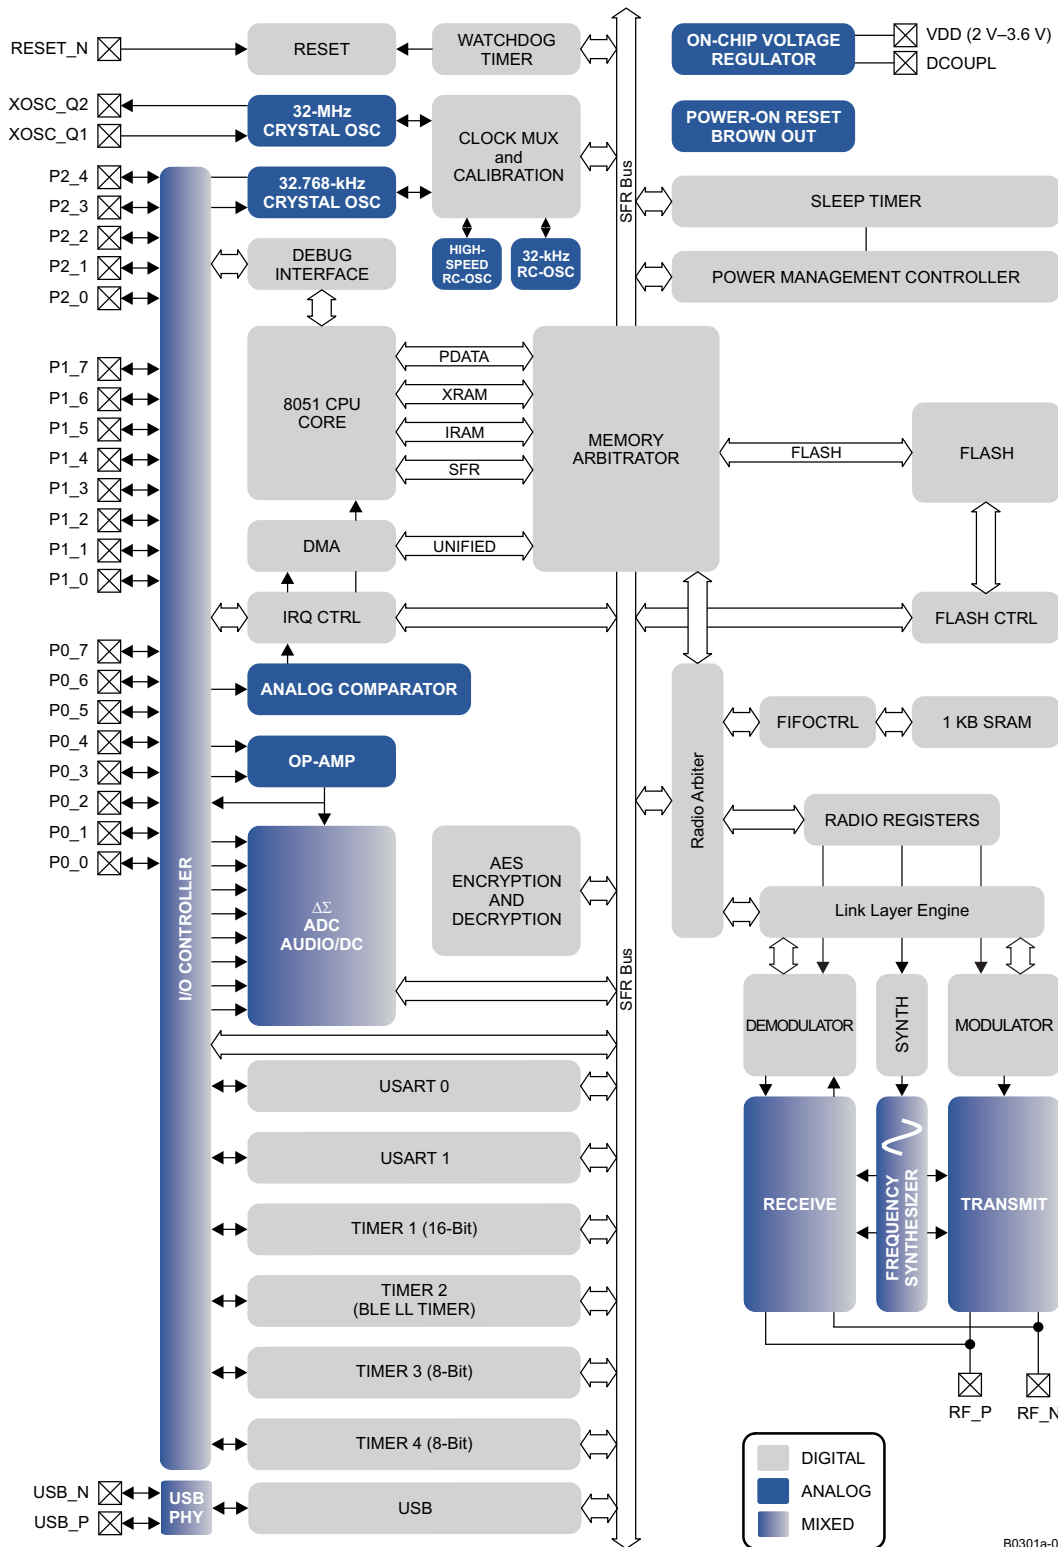 RESET_N
RESET
WATCHDOG
TIMER
ON-CHIP VOLTAGE
REGULATOR
VDD (2 V–3.6 V)
DCOUPL
XOSC_Q2
XOSC_Q1
32-MHz
CRYSTAL OSC
CLOCK MUX
and
CALIBRATION
POWER-ON RESET
BROWN OUT
SFR Bus
P2_4
P2_3
P2_2
P2_1
P2_0
32.768-kHz
CRYSTAL OSC
SLEEP TIMER
DEBUG
INTERFACE
HIGH-
SPEED
RC-OSC
32-kHz
RC-OSC
POWER MANAGEMENT CONTROLLER
P1_7
P1_6
P1_5
P1_4
P1_3
P1_2
P1_1
P1_0
8051 CPU
CORE
PDATA
XRAM
IRAM
SFR
MEMORY
ARBITRATOR
FLASH
FLASH
DMA
UNIFIED
IRQ CTRL
FLASH CTRL
P0_7
P0_6
P0_5
P0_4
P0_3
P0_2
P0_1
P0_0
ANALOG COMPARATOR
OP-AMP
Radio Arbiter
FIFOCTRL
1 KB SRAM
RADIO REGISTERS
I/O CONTROLLER
ΔΣ
ADC
AUDIO/DC
AES
ENCRYPTION
AND
DECRYPTION
Link Layer Engine
SFR Bus
DEMODULATOR
SYNTH
MODULATOR
USART 0
USART 1
TIMER 1 (16-Bit)
TIMER 2
(BLE LL TIMER)
TIMER 3 (8-Bit)
TIMER 4 (8-Bit)
RECEIVE
FREQUENCY
SYNTHESIZER
TRANSMIT
RF_P
RF_N
USB_N
USB_P
USB
PHY
USB
DIGITAL
ANALOG
MIXED
B0301a-0